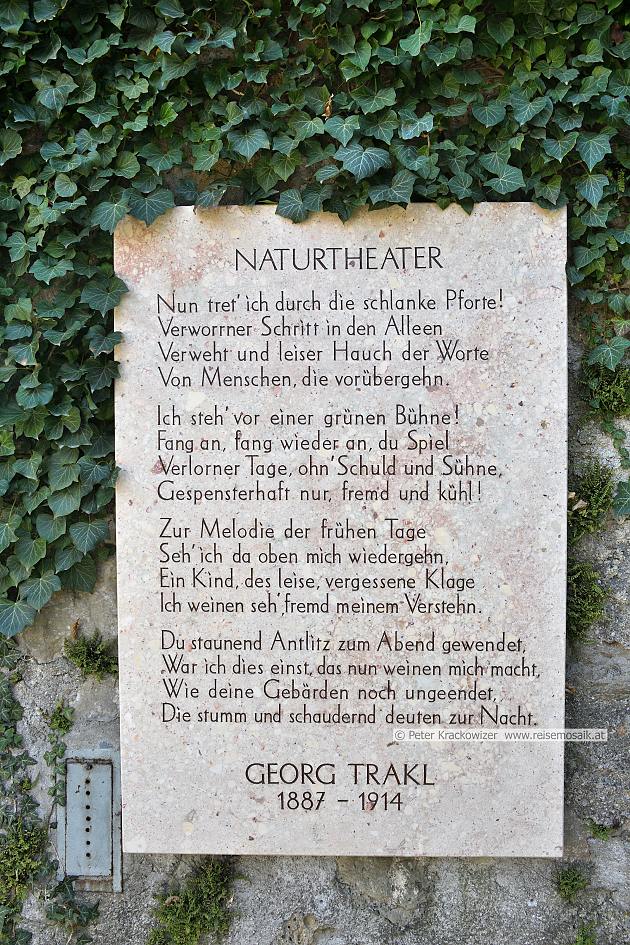 NATURTHEATER
Nun tret' ich durch die schlanke Pforte!
Verworrner Schritt in den Alleen
Verweht und leiser Hauch der Worte
Von Menschen, die vorübergehn.
Ich steh' vor einer grünen Bühne!
Fang an, fang wieder an, du Spiel
Verlorner Tage, ohn' Schuld und Sühne,
Gespensterhaft nur, fremd und kühl!
Zur Melodie der frühen Tage
Seh' ich da oben mich wiedergehn,
Ein Kind, des leise, vergessene Klage
Ich weinen seh', fremd meinem Verstehn.
Du staunend Antlitz zum Abend gewendet,
War ich dies einst, das nun weinen mich macht,
Wie deine Gebärden noch ungeendet,
Die stumm und schaudernd deuten zur Nacht.
© Peter Krackowizer www.reisemosaik.at
GEORG TRAKL
1887 – 1914